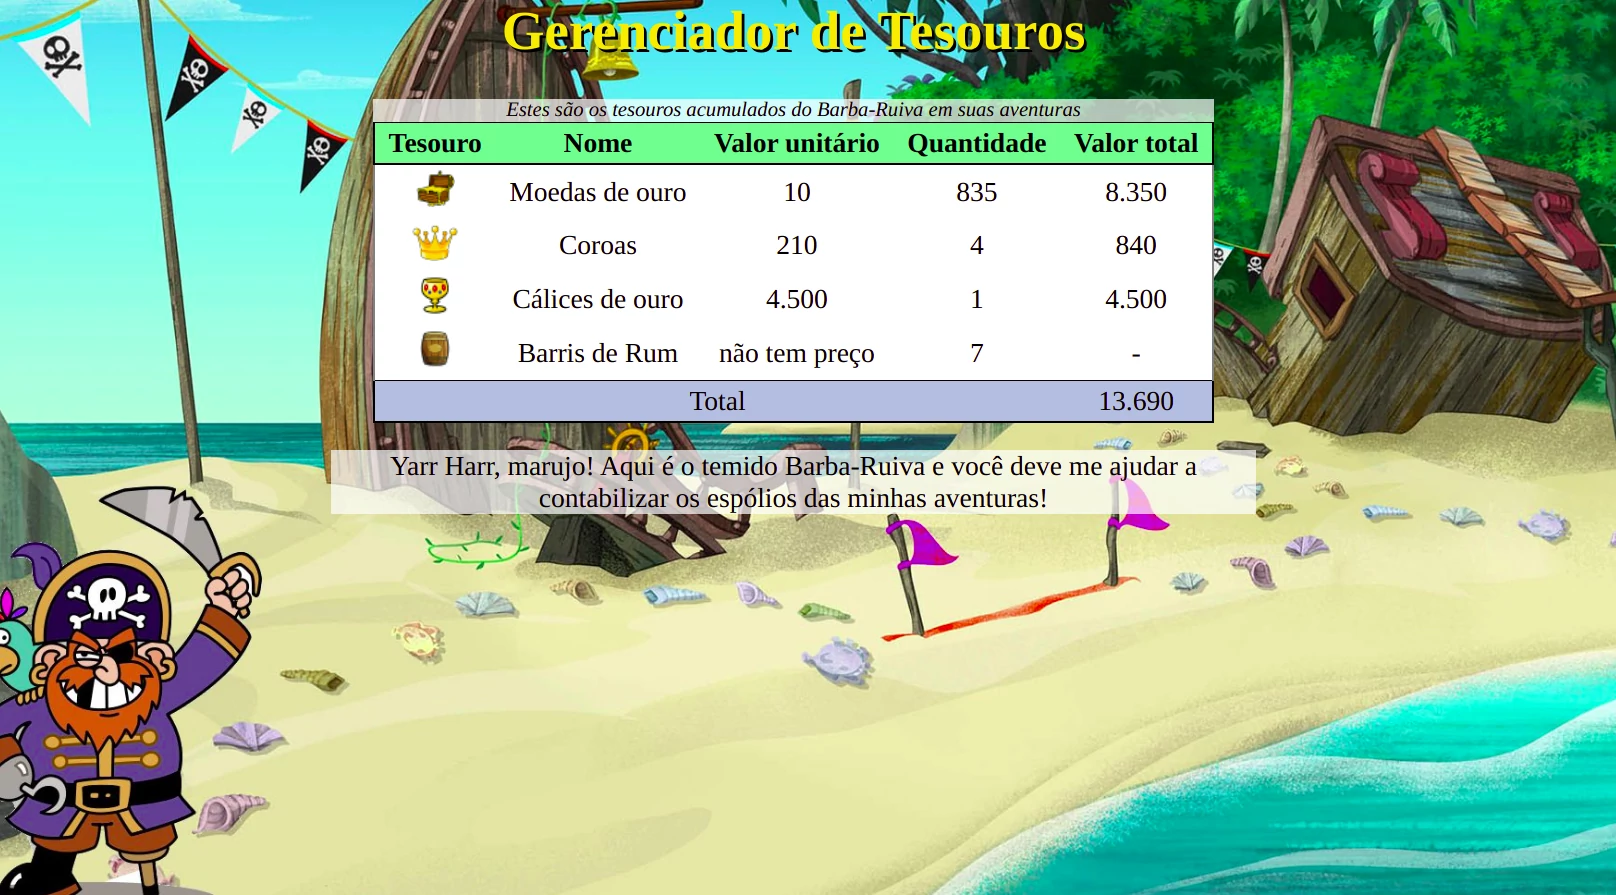 Gerenciador de Tesouros
Estes são os tesouros acumulados do Barba-Ruiva em suas aventuras
Tesouro Nome Valor unitário Quantidade Valor total
Moedas de ouro 10 835 8.350
Coroas 210 4 840
Cálices de ouro 4.500 1 4.500
Barris de Rum não tem preço 7 -
Total 13.690
Yarr Harr, marujo! Aqui é o temido Barba-Ruiva e você deve me ajudar a
contabilizar os espólios das minhas aventuras!